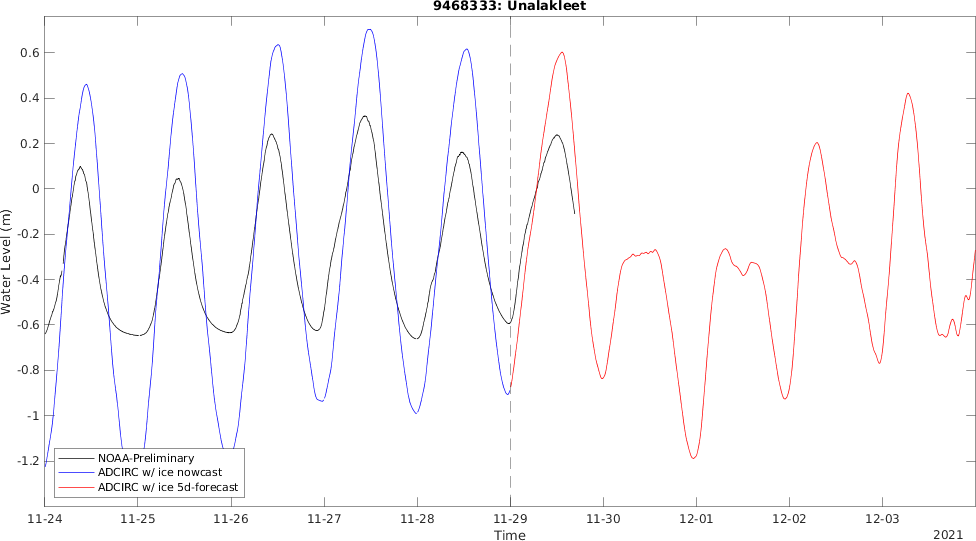 9468333: Unalakleet
0.6
0.4
0.2
0
-0.2
-0.4
-0.6
-0.8
-1
-1.2
Water Level (m)
NOAA-Preliminary
ADCIRC w/ ice nowcast
ADCIRC w/ ice 5d-forecast
11-24 11-25 11-26 11-27 11-28 11-29 11-30 12-01 12-02 12-03
Time
2021